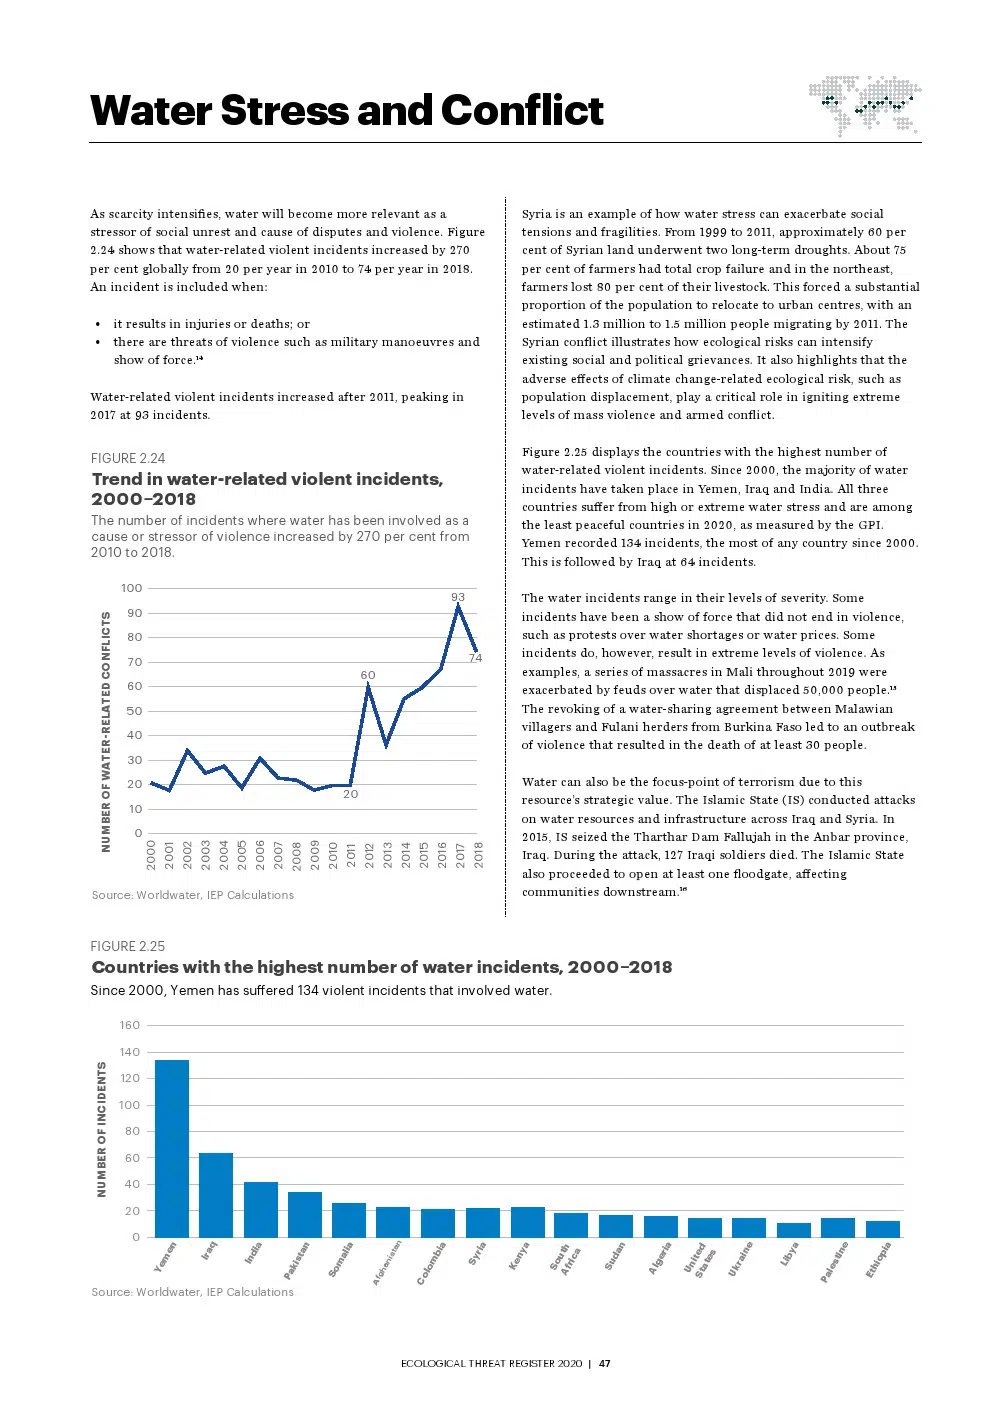 Water Stress and Conflict
As scarcity intensifies, water will become more relevant as a
stressor of social unrest and cause of disputes and violence. Figure
2.24 shows that water-related violent incidents increased by 270
per cent globally from 20 per year in 2010 to 74 per year in 2018.
An incident is included when:
• it results in injuries or deaths; or
• there are threats of violence such as military manoeuvres and
show of force.¹⁴
Water-related violent incidents increased after 2011, peaking in
2017 at 93 incidents.
FIGURE 2.24
Trend in water-related violent incidents,
2000–2018
The number of incidents where water has been involved as a
cause or stressor of violence increased by 270 per cent from
2010 to 2018.
NUMBER OF WATER-RELATED CONFLICTS
100
90
80
70
60
50
40
30
20
10
0
93
74
60
20
2000
2001
2002
2003
2004
2005
2006
2007
2008
2009
2010
2011
2012
2013
2014
2015
2016
2017
2018
Source: Worldwater, IEP Calculations
Syria is an example of how water stress can exacerbate social
tensions and fragilities. From 1999 to 2011, approximately 60 per
cent of Syrian land underwent two long-term droughts. About 75
per cent of farmers had total crop failure and in the northeast,
farmers lost 80 per cent of their livestock. This forced a substantial
proportion of the population to relocate to urban centres, with an
estimated 1.3 million to 1.5 million people migrating by 2011. The
Syrian conflict illustrates how ecological risks can intensify
existing social and political grievances. It also highlights that the
adverse effects of climate change-related ecological risk, such as
population displacement, play a critical role in igniting extreme
levels of mass violence and armed conflict.
Figure 2.25 displays the countries with the highest number of
water-related violent incidents. Since 2000, the majority of water
incidents have taken place in Yemen, Iraq and India. All three
countries suffer from high or extreme water stress and are among
the least peaceful countries in 2020, as measured by the GPI.
Yemen recorded 134 incidents, the most of any country since 2000.
This is followed by Iraq at 64 incidents.
The water incidents range in their levels of severity. Some
incidents have been a show of force that did not end in violence,
such as protests over water shortages or water prices. Some
incidents do, however, result in extreme levels of violence. As
examples, a series of massacres in Mali throughout 2019 were
exacerbated by feuds over water that displaced 50,000 people.¹⁵
The revoking of a water-sharing agreement between Malawian
villagers and Fulani herders from Burkina Faso led to an outbreak
of violence that resulted in the death of at least 30 people.
Water can also be the focus-point of terrorism due to this
resource's strategic value. The Islamic State (IS) conducted attacks
on water resources and infrastructure across Iraq and Syria. In
2015, IS seized the Tharthar Dam Fallujah in the Anbar province,
Iraq. During the attack, 127 Iraqi soldiers died. The Islamic State
also proceeded to open at least one floodgate, affecting
communities downstream.¹⁶
FIGURE 2.25
Countries with the highest number of water incidents, 2000–2018
Since 2000, Yemen has suffered 134 violent incidents that involved water.
NUMBER OF INCIDENTS
160
140
120
100
80
60
40
20
0
Yemen
Iraq
India
Pakistan
Somalia
Afghanistan
Colombia
Syria
Kenya
South
Africa
Sudan
Algeria
United
States
Ukraine
Libya
Palestine
Ethiopia
Source: Worldwater, IEP Calculations
ECOLOGICAL THREAT REGISTER 2020 | 47